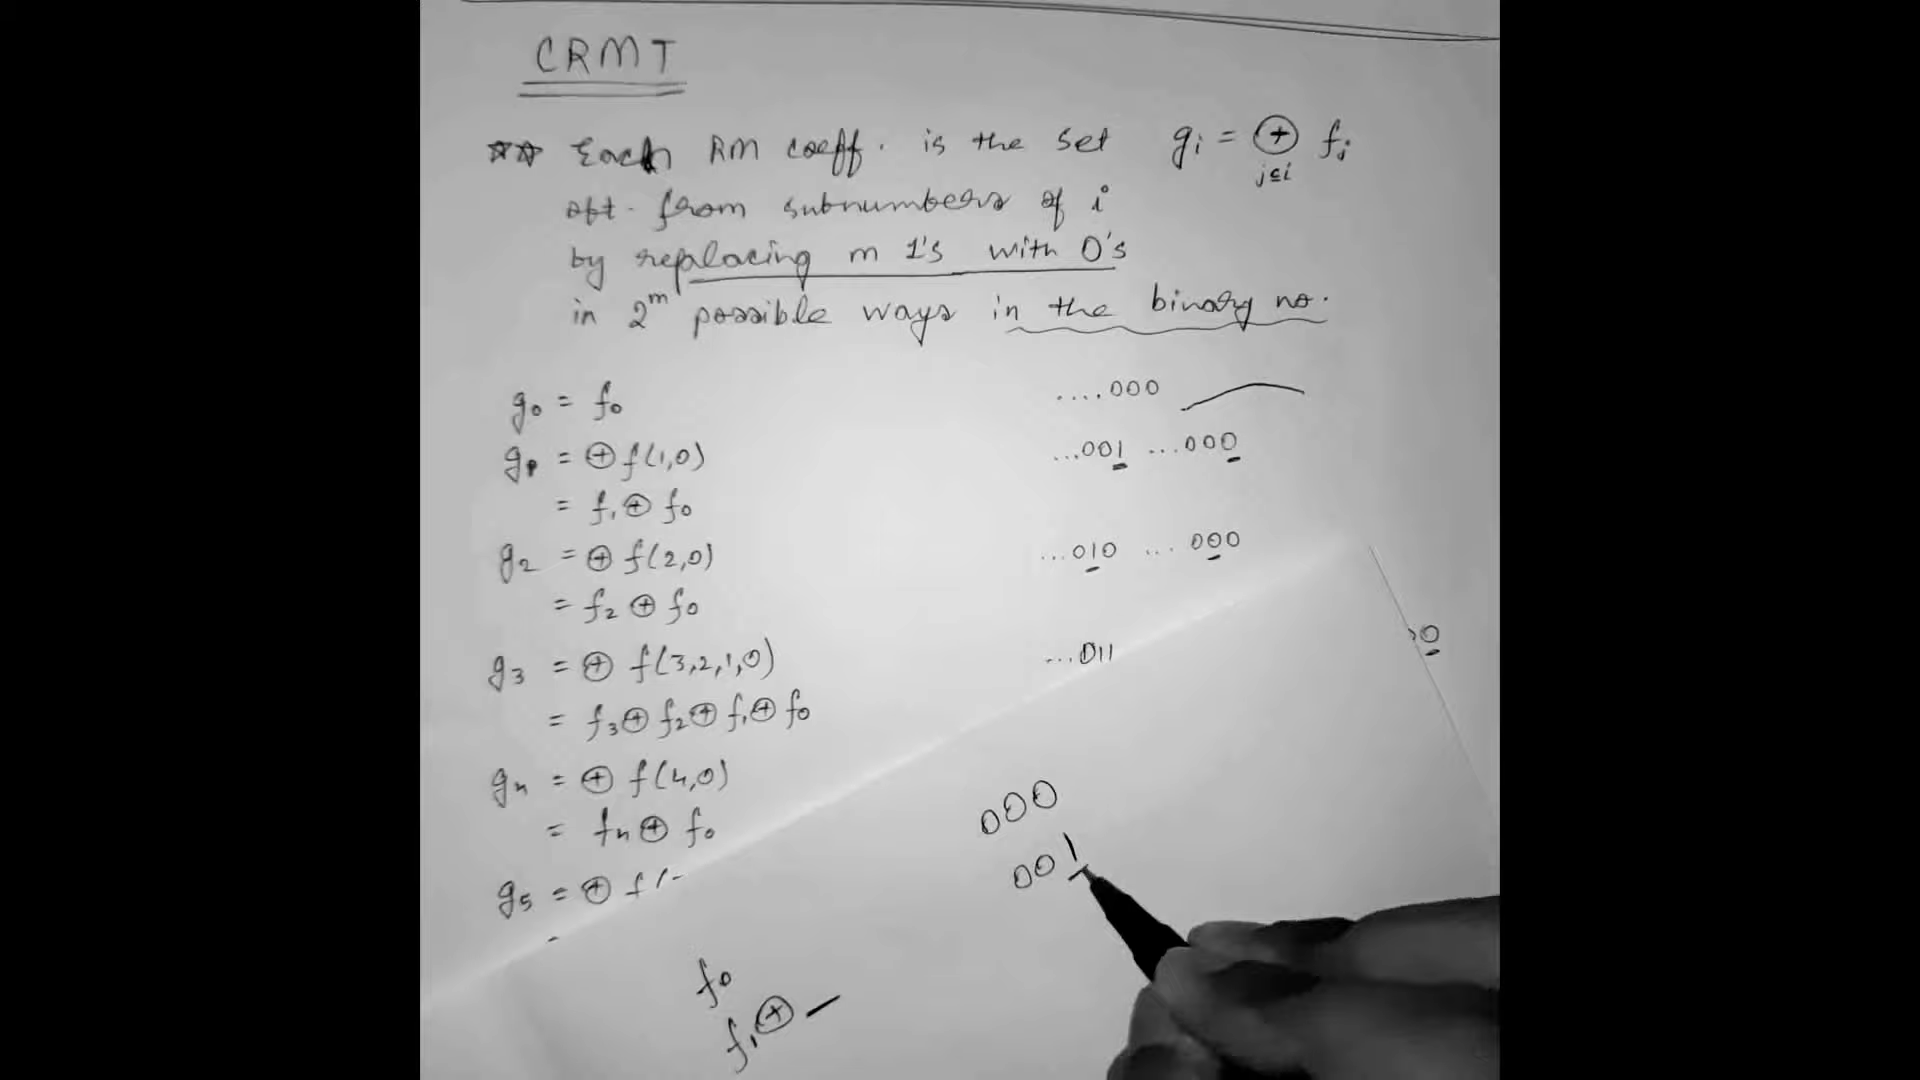 CRMT
☆☆ Each RM coeff. is the set gᵢ = ⊕ fⱼ
j⊆i
obt. from subnumbers of i
by replacing m 1's with 0's
in 2ᵐ possible ways in the binary no.
g₀ = f₀ ....000
g₁ = ⊕ f(1,0) ...001 ...000
= f₁ ⊕ f₀
g₂ = ⊕ f(2,0) ...010 ... 000
= f₂ ⊕ f₀
g₃ = ⊕ f(3,2,1,0) ...011
= f₃ ⊕ f₂ ⊕ f₁ ⊕ f₀
g₄ = ⊕ f(4,0)
= f₄ ⊕ f₀
g₅ = ⊕ f(
000
001
f₀
f₁ ⊕ –